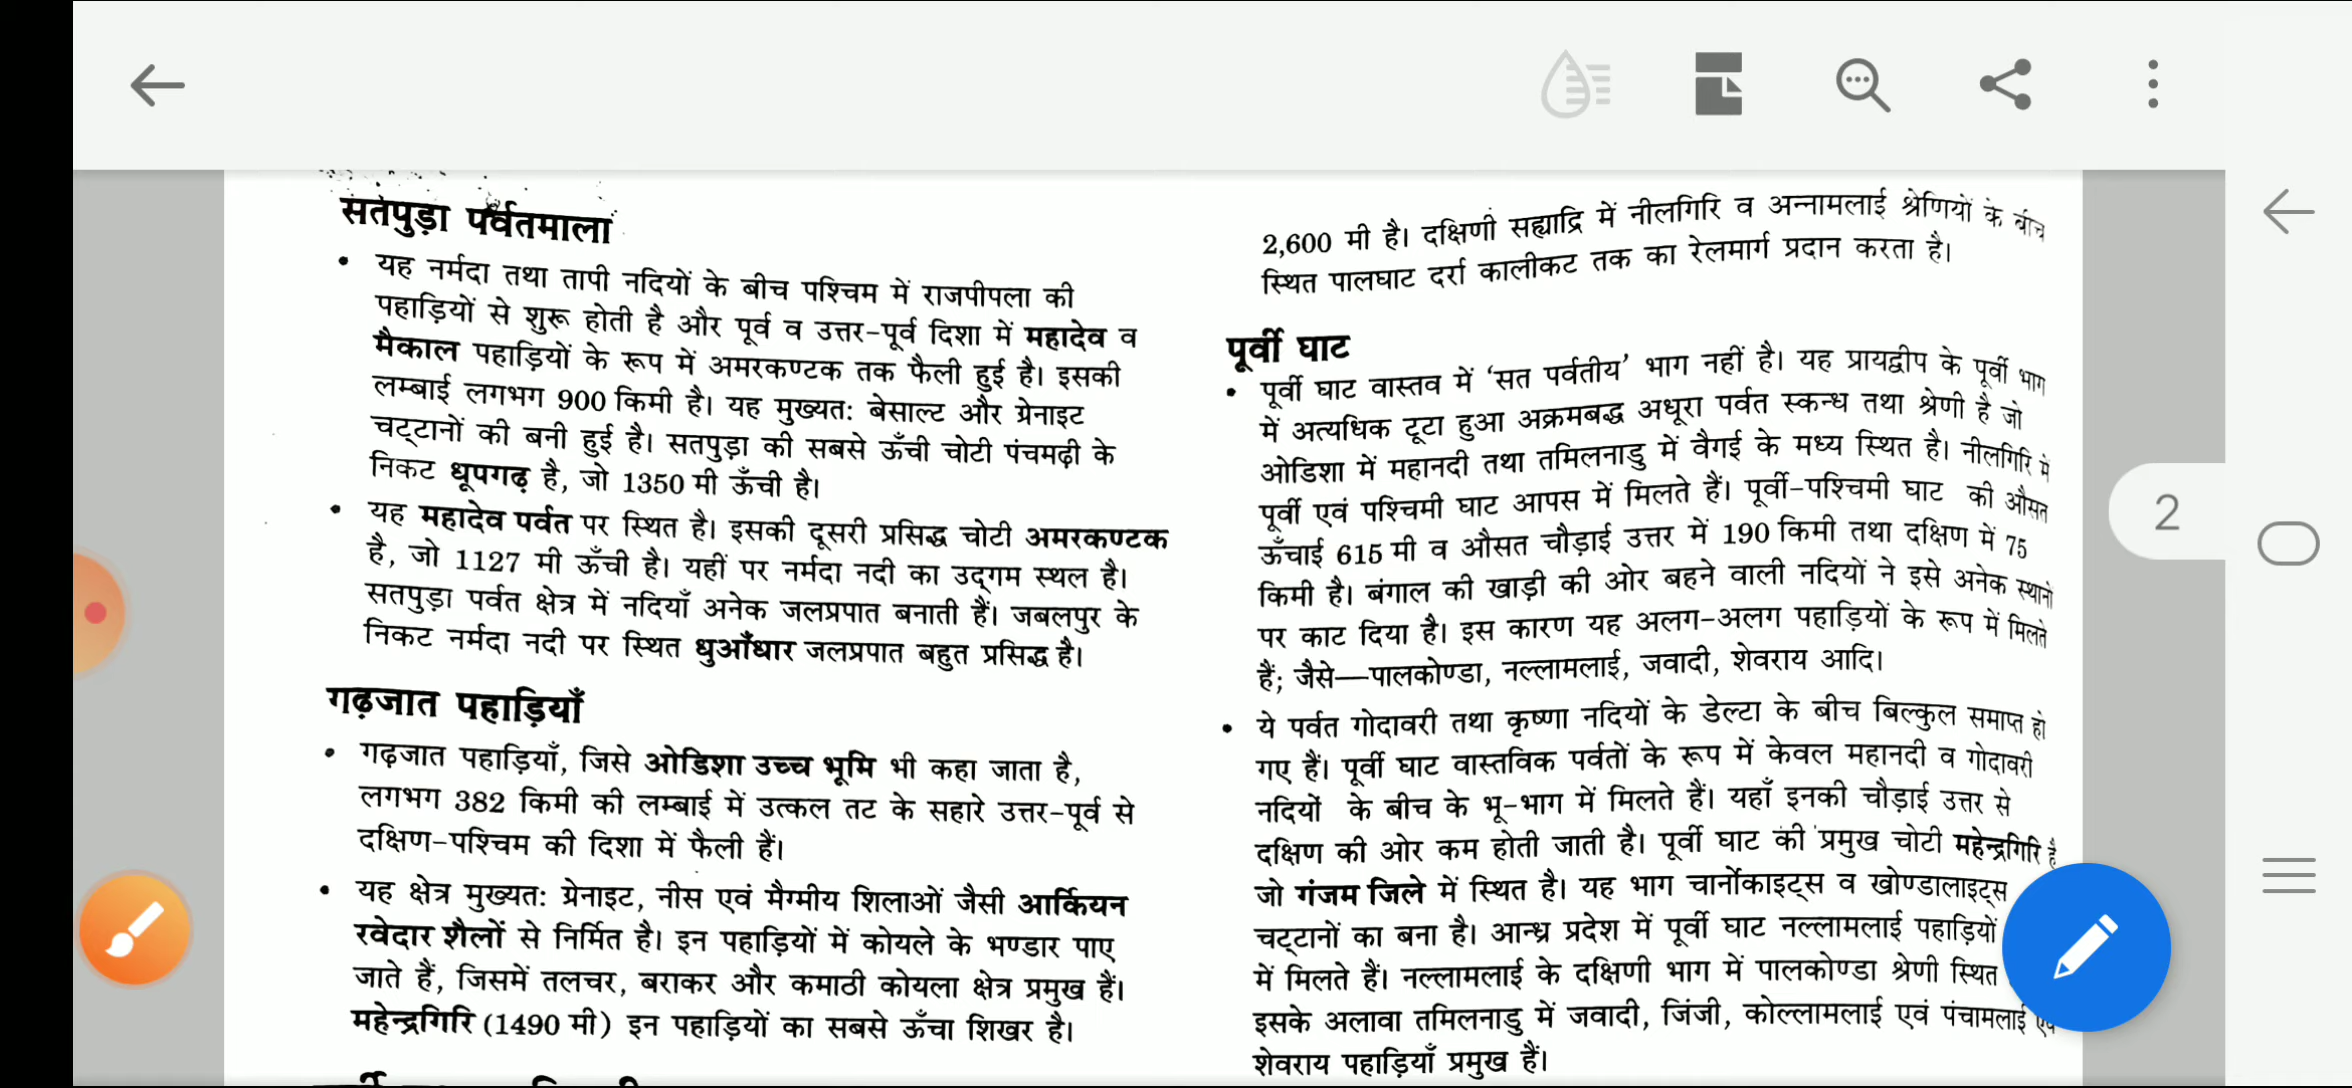 सतपुड़ा पर्वतमाला
• यह नर्मदा तथा तापी नदियों के बीच पश्चिम में राजपीपला की
पहाड़ियों से शुरू होती है और पूर्व व उत्तर-पूर्व दिशा में महादेव व
मैकाल पहाड़ियों के रूप में अमरकण्टक तक फैली हुई है। इसकी
लम्बाई लगभग 900 किमी है। यह मुख्यत: बेसाल्ट और ग्रेनाइट
चट्टानों की बनी हुई है। सतपुड़ा की सबसे ऊँची चोटी पंचमढ़ी के
निकट धूपगढ़ है, जो 1350 मी ऊँची है।
• यह महादेव पर्वत पर स्थित है। इसकी दूसरी प्रसिद्ध चोटी अमरकण्टक
है, जो 1127 मी ऊँची है। यहीं पर नर्मदा नदी का उद्गम स्थल है।
सतपुड़ा पर्वत क्षेत्र में नदियाँ अनेक जलप्रपात बनाती हैं। जबलपुर के
निकट नर्मदा नदी पर स्थित धुआँधार जलप्रपात बहुत प्रसिद्ध है।
गढ़जात पहाड़ियाँ
• गढ़जात पहाड़ियाँ, जिसे ओडिशा उच्च भूमि भी कहा जाता है,
लगभग 382 किमी की लम्बाई में उत्कल तट के सहारे उत्तर-पूर्व से
दक्षिण-पश्चिम की दिशा में फैली हैं।
• यह क्षेत्र मुख्यत: ग्रेनाइट, नीस एवं मैग्मीय शिलाओं जैसी आर्कियन
रवेदार शैलों से निर्मित है। इन पहाड़ियों में कोयले के भण्डार पाए
जाते हैं, जिसमें तलचर, बराकर और कमाठी कोयला क्षेत्र प्रमुख हैं।
महेन्द्रगिरि (1490 मी) इन पहाड़ियों का सबसे ऊँचा शिखर है।
2,600 मी है। दक्षिणी सह्याद्रि में नीलगिरि व अन्नामलाई श्रेणियों के बीच
स्थित पालघाट दर्रा कालीकट तक का रेलमार्ग प्रदान करता है।
पूर्वी घाट
• पूर्वी घाट वास्तव में ‘सत पर्वतीय’ भाग नहीं है। यह प्रायद्वीप के पूर्वी भाग
में अत्यधिक टूटा हुआ अक्रमबद्ध अधूरा पर्वत स्कन्ध तथा श्रेणी है जो
ओडिशा में महानदी तथा तमिलनाडु में वैगई के मध्य स्थित है। नीलगिरि में
पूर्वी एवं पश्चिमी घाट आपस में मिलते हैं। पूर्वी-पश्चिमी घाट की औसत
ऊँचाई 615 मी व औसत चौड़ाई उत्तर में 190 किमी तथा दक्षिण में 75
किमी है। बंगाल की खाड़ी की ओर बहने वाली नदियों ने इसे अनेक स्थानों
पर काट दिया है। इस कारण यह अलग-अलग पहाड़ियों के रूप में मिलते
हैं; जैसे—पालकोण्डा, नल्लामलाई, जवादी, शेवराय आदि।
• ये पर्वत गोदावरी तथा कृष्णा नदियों के डेल्टा के बीच बिल्कुल समाप्त हो
गए हैं। पूर्वी घाट वास्तविक पर्वतों के रूप में केवल महानदी व गोदावरी
नदियों के बीच के भू-भाग में मिलते हैं। यहाँ इनकी चौड़ाई उत्तर से
दक्षिण की ओर कम होती जाती है। पूर्वी घाट की प्रमुख चोटी महेन्द्रगिरि है
जो गंजम जिले में स्थित है। यह भाग चार्नोकाइट्स व खोण्डालाइट्स
चट्टानों का बना है। आन्ध्र प्रदेश में पूर्वी घाट नल्लामलाई पहाड़ियों
में मिलते हैं। नल्लामलाई के दक्षिणी भाग में पालकोण्डा श्रेणी स्थित
इसके अलावा तमिलनाडु में जवादी, जिंजी, कोल्लामलाई एवं पंचामलाई एवं
शेवराय पहाड़ियाँ प्रमुख हैं।
2